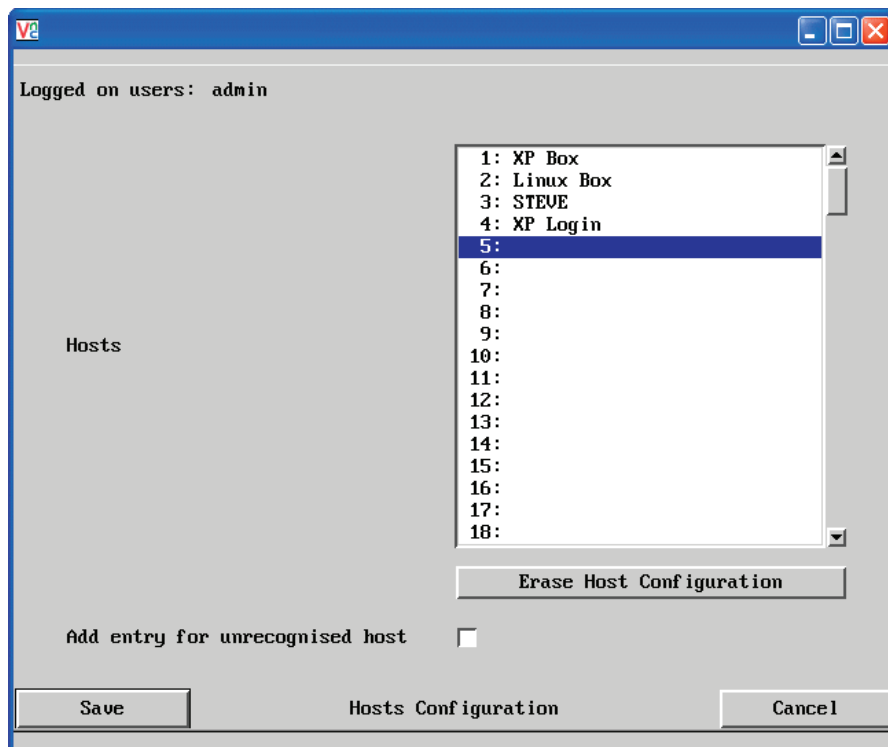 Logged on users: admin
1: XP Box
2: Linux Box
3: STEVE
4: XP Login
5:
6:
7:
8:
9:
Hosts
10:
11:
12:
13:
14:
15:
16:
17:
18:
Erase Host Configuration
Add entry for unrecognised host
Save Hosts Configuration Cancel